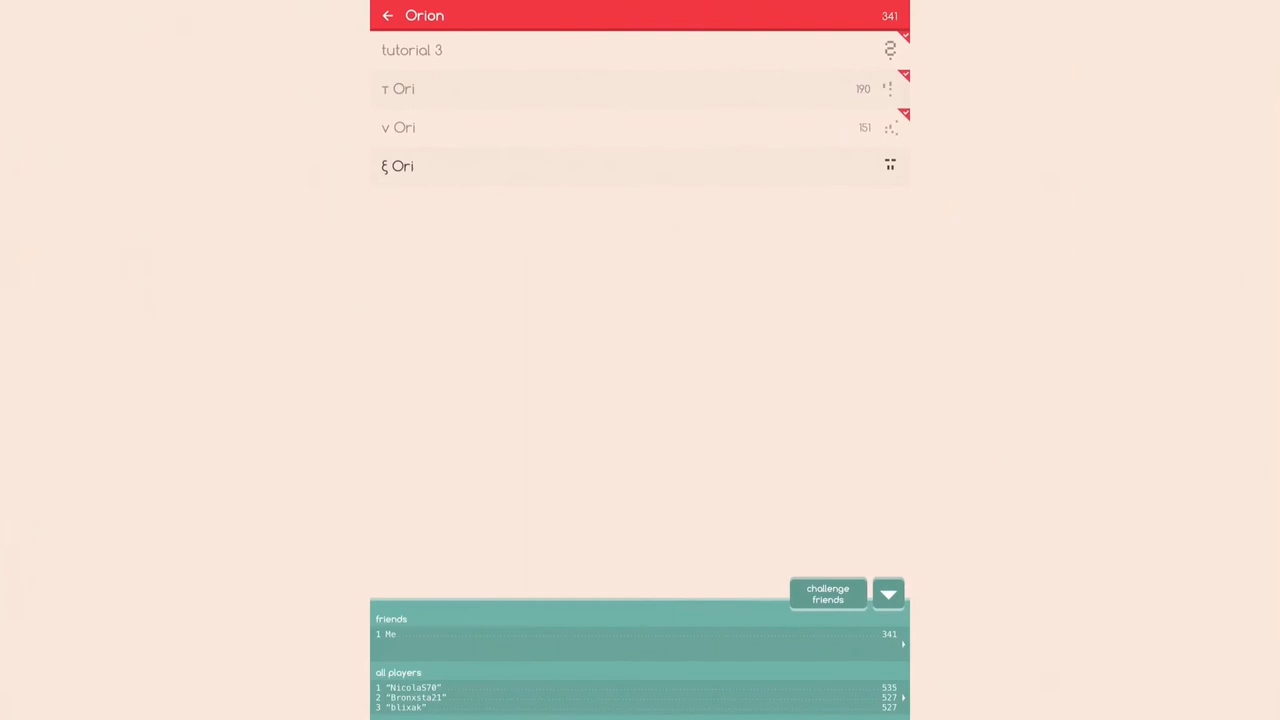 Orion 341
tutorial 3
τ Ori 190
ν Ori 151
ξ Ori
challenge
friends
friends
1 Me 341
all players
1 "NicolaS70" 535
2 "Bronxsta21" 527
3 "blixak" 527